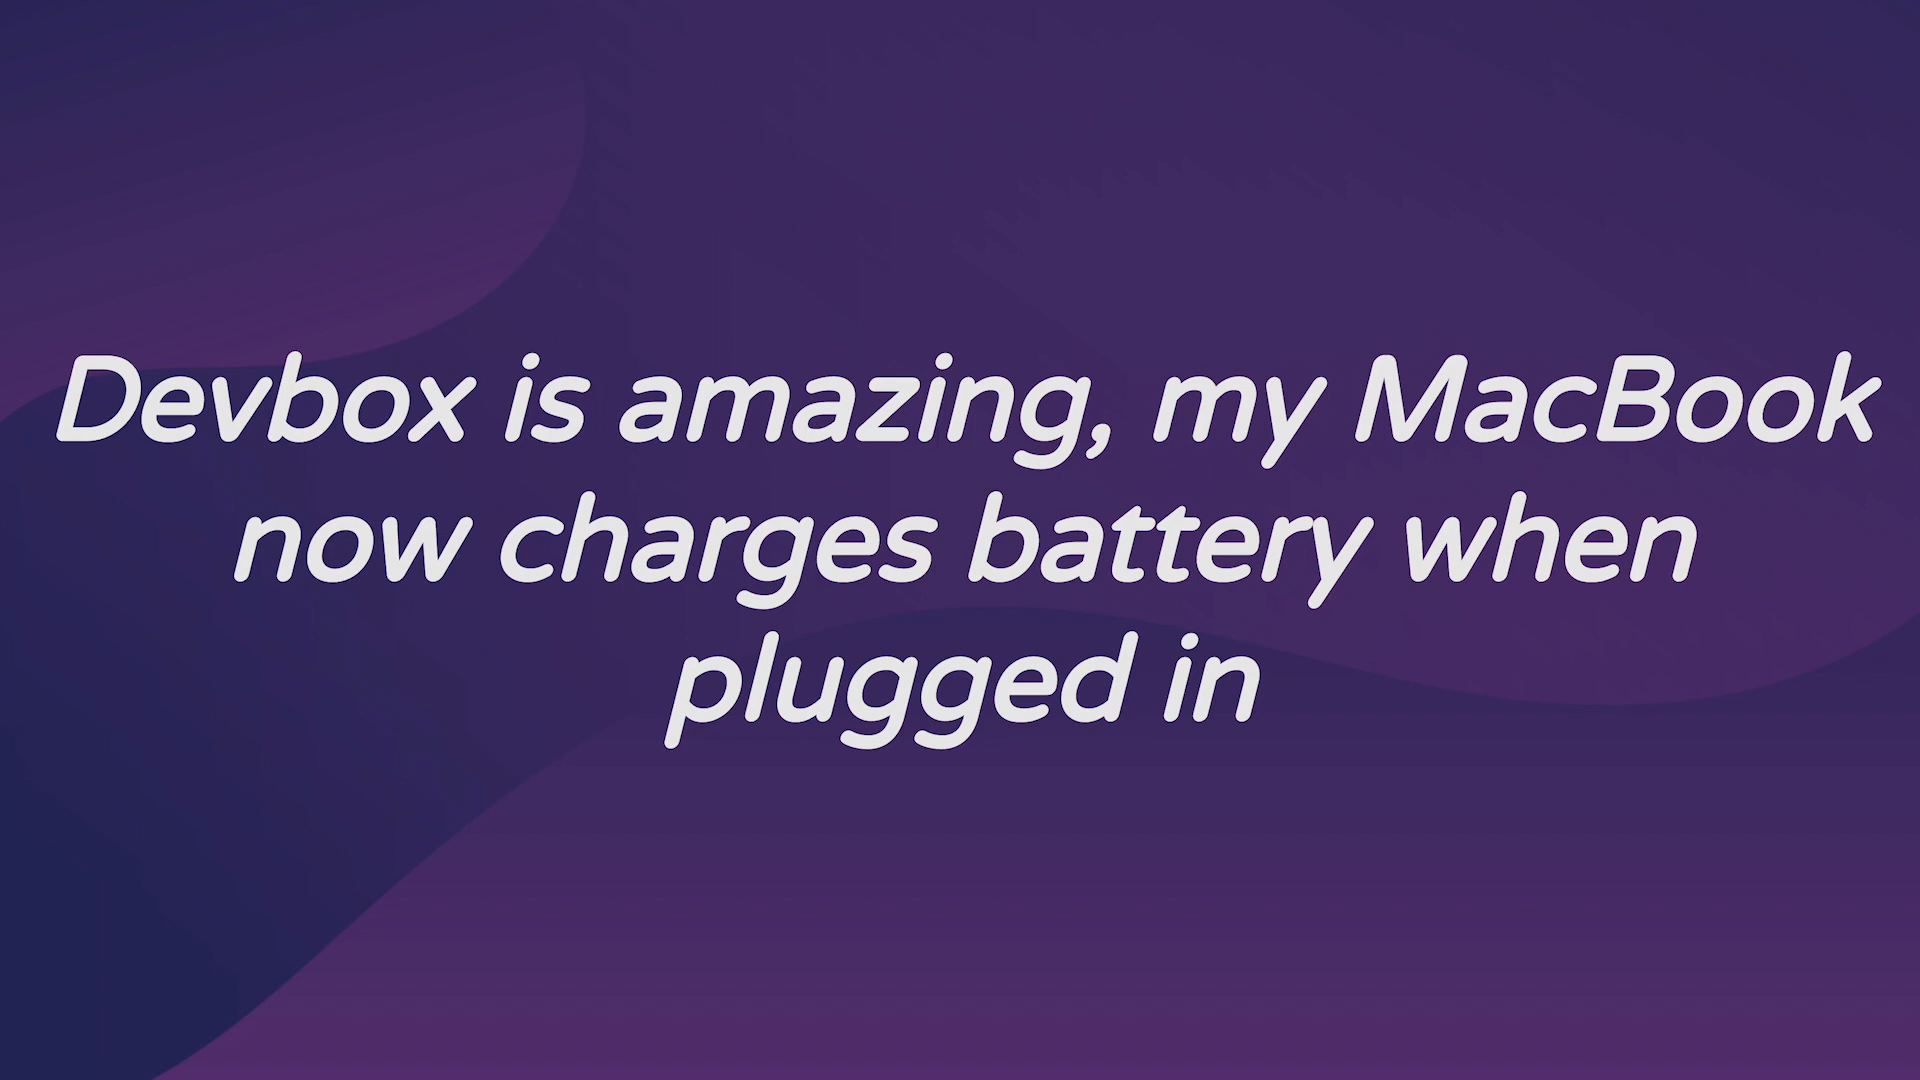 Devbox is amazing, my MacBook
now charges battery when
plugged in